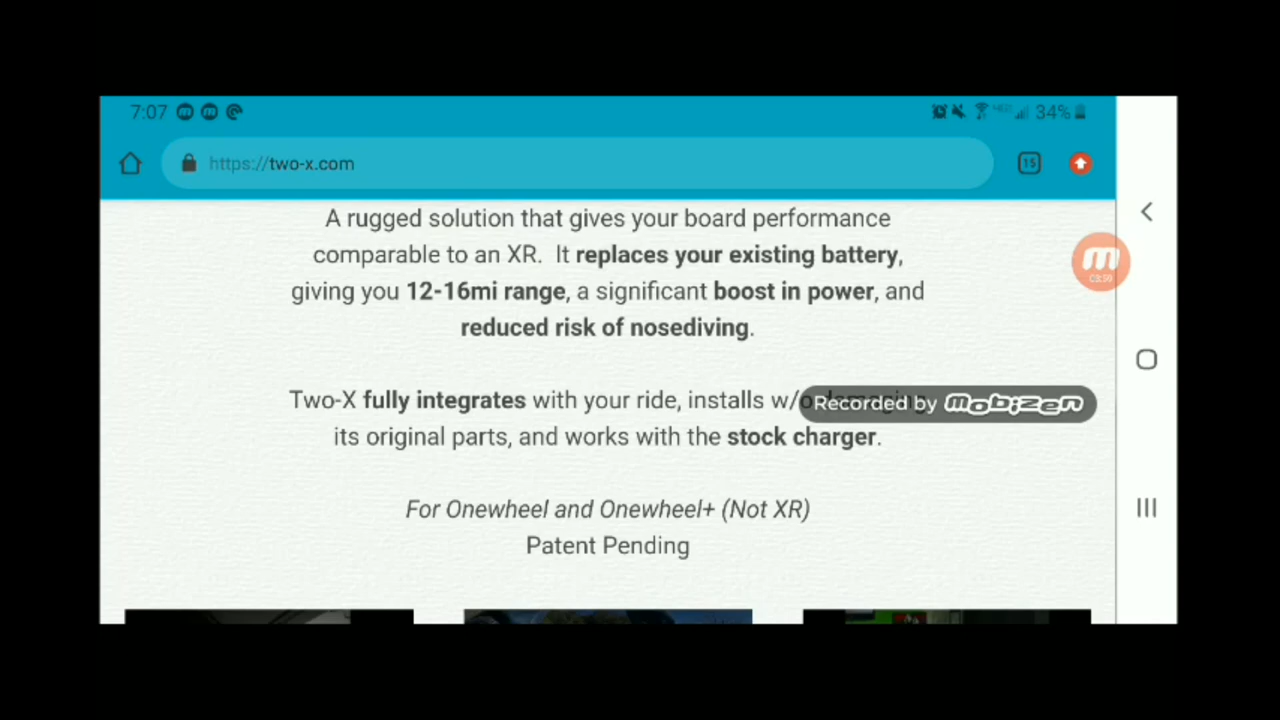 7:07
34%
https://two-x.com
15
A rugged solution that gives your board performance
comparable to an XR. It replaces your existing battery,
giving you 12-16mi range, a significant boost in power, and
03:50
reduced risk of nosediving.
Two-X fully integrates with your ride, installs w/o damaging
Recorded by mobizen
its original parts, and works with the stock charger.
For Onewheel and Onewheel+ (Not XR)
Patent Pending